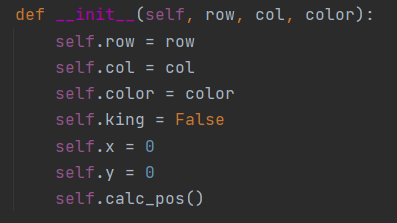 def __init__(self, row, col, color):
    self.row = row
    self.col = col
    self.color = color
    self.king = False
    self.x = 0
    self.y = 0
    self.calc_pos()